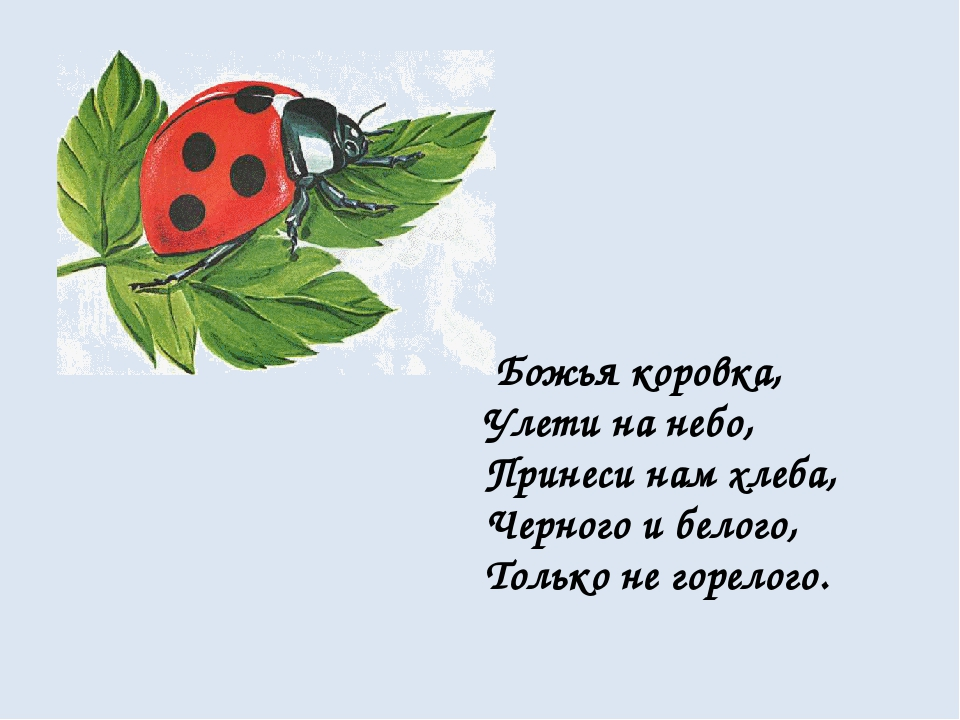 Божья коровка,
Улети на небо,
Принеси нам хлеба,
Черного и белого,
Только не горелого.